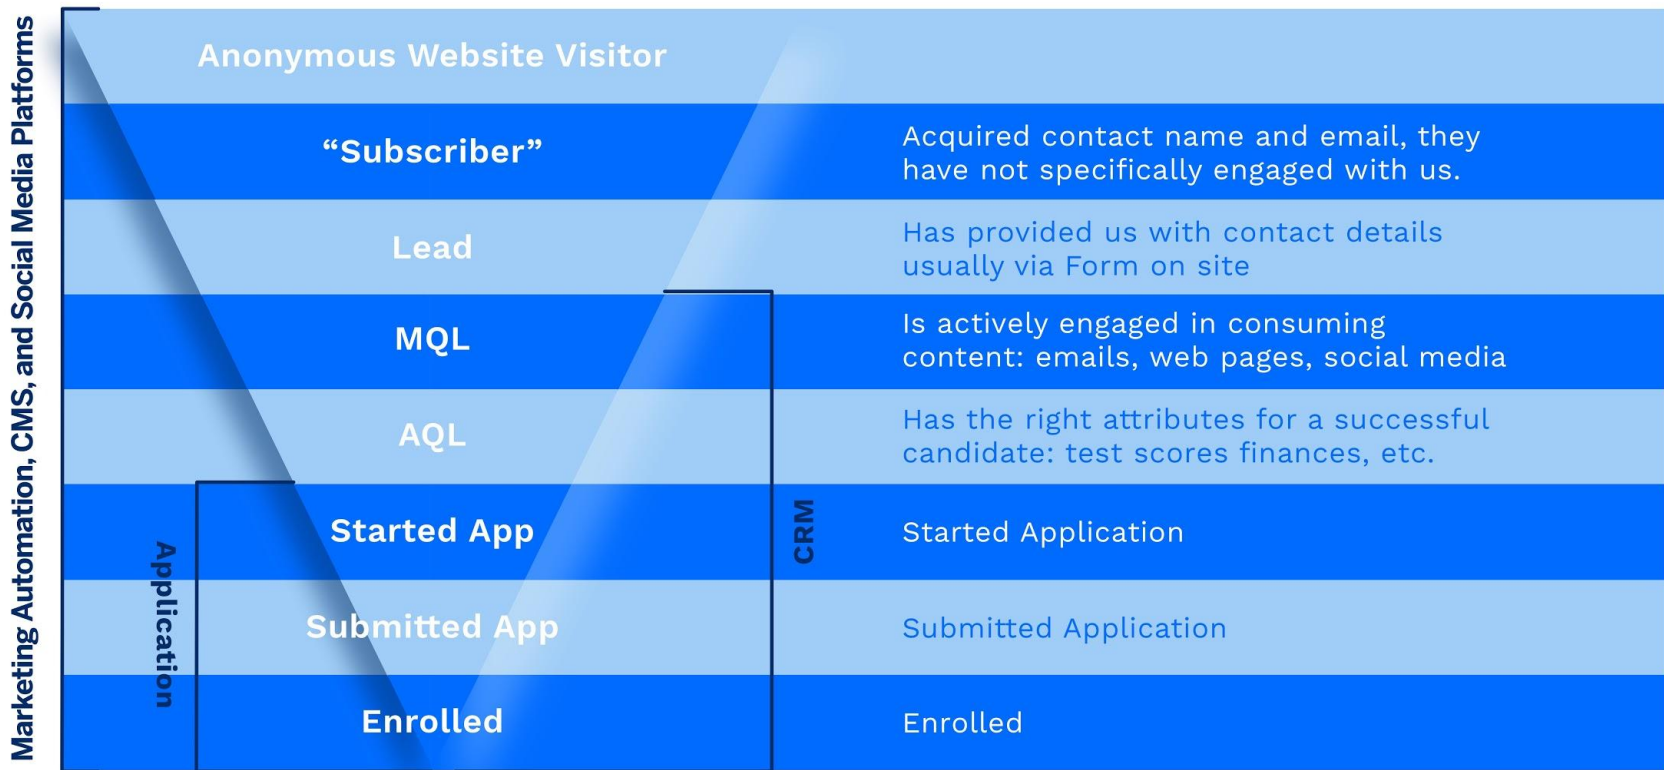 Marketing Automation, CMS, and Social Media Platforms
Anonymous Website Visitor
“Subscriber”
Acquired contact name and email, they
have not specifically engaged with us.
Lead
Has provided us with contact details
usually via Form on site
MQL
Is actively engaged in consuming
content: emails, web pages, social media
AQL
Has the right attributes for a successful
candidate: test scores finances, etc.
Application
CRM
Started App
Started Application
Submitted App
Submitted Application
Enrolled
Enrolled